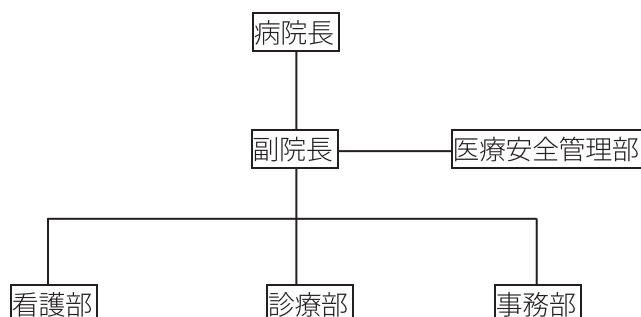 病院長
副院長
医療安全管理部
看護部
診療部
事務部